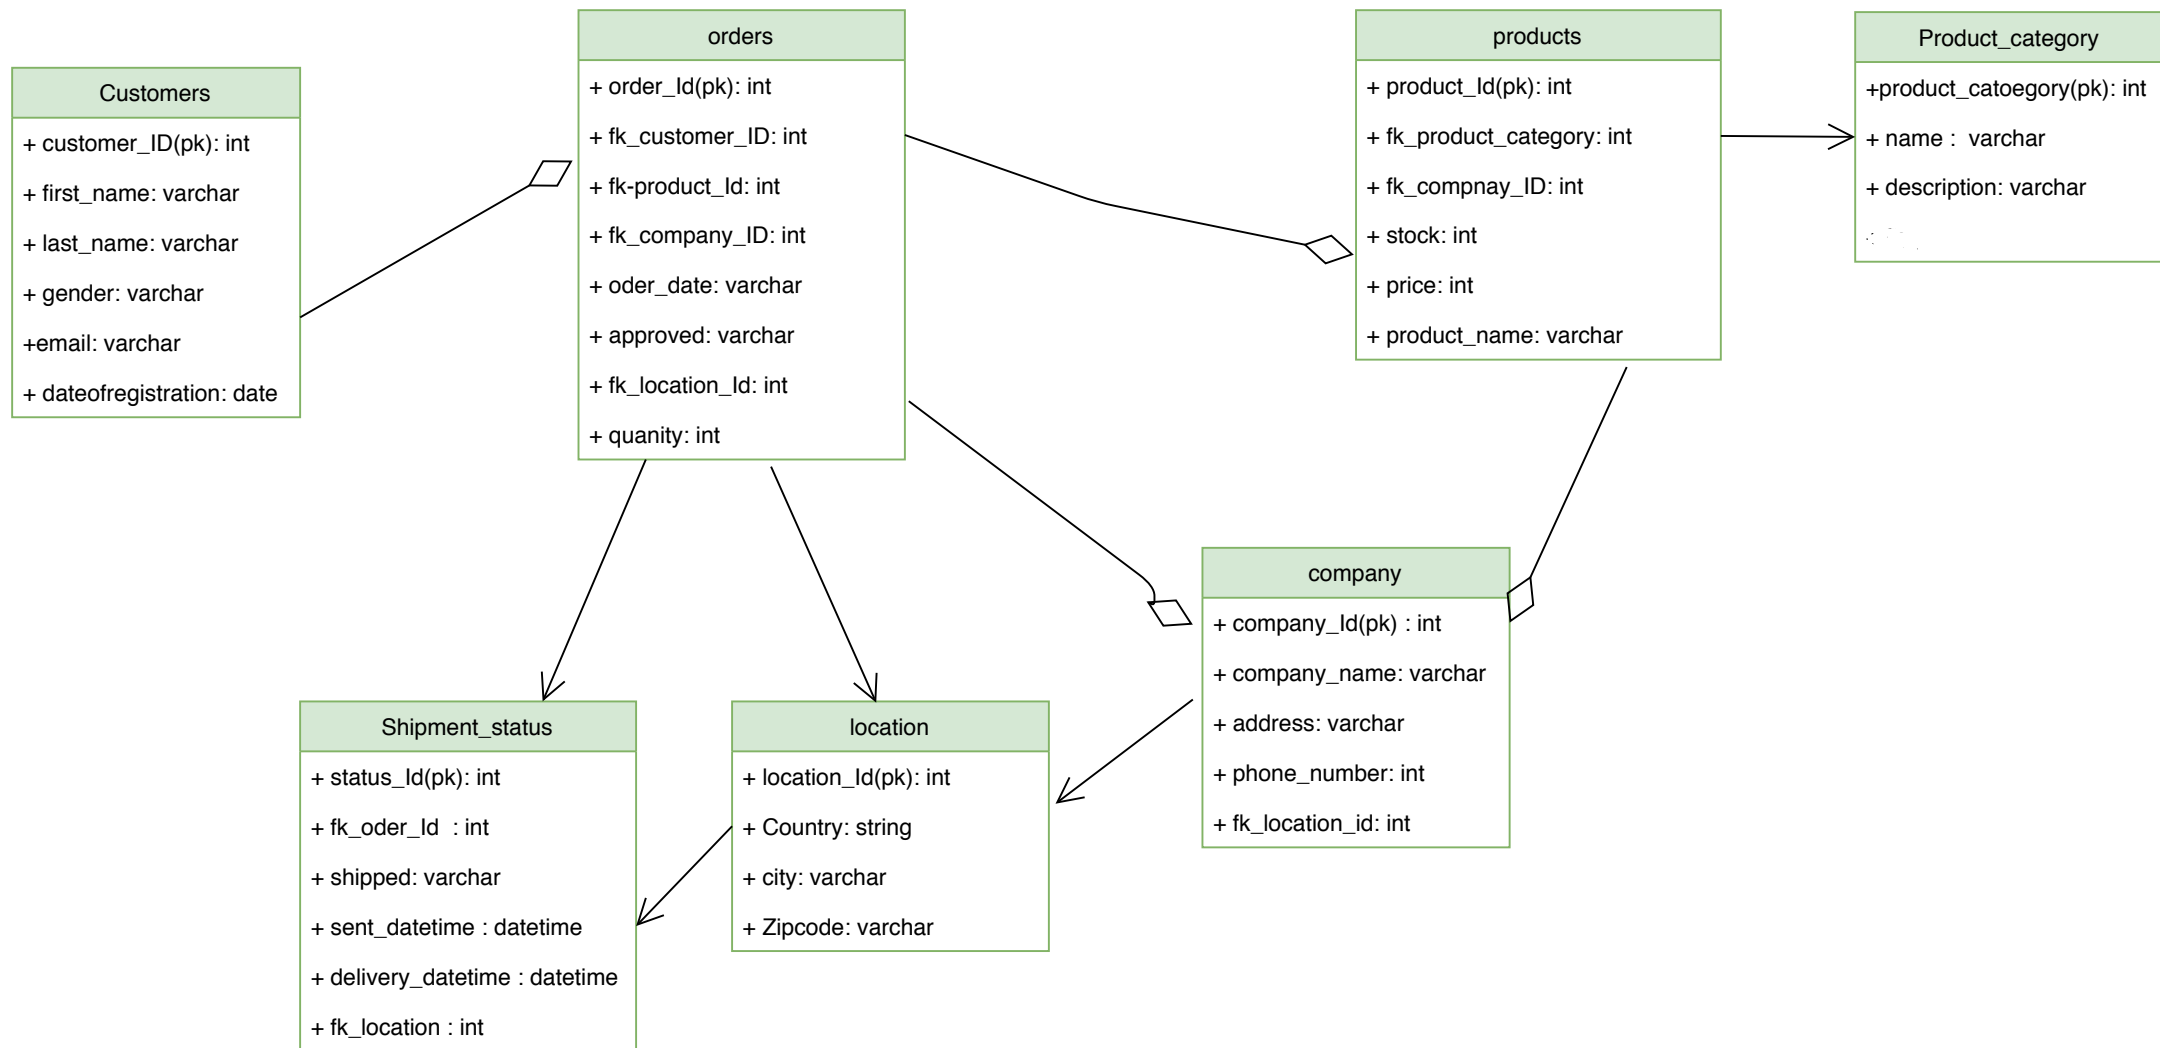 Customers
+ customer_ID(pk): int
+ first_name: varchar
+ last_name: varchar
+ gender: varchar
+email: varchar
+ dateofregistration: date
orders
+ order_Id(pk): int
+ fk_customer_ID: int
+ fk-product_Id: int
+ fk_company_ID: int
+ oder_date: varchar
+ approved: varchar
+ fk_location_Id: int
+ quanity: int
products
+ product_Id(pk): int
+ fk_product_category: int
+ fk_compnay_ID: int
+ stock: int
+ price: int
+ product_name: varchar
Product_category
+product_catoegory(pk): int
+ name : varchar
+ description: varchar
company
+ company_Id(pk) : int
+ company_name: varchar
+ address: varchar
+ phone_number: int
+ fk_location_id: int
Shipment_status
+ status_Id(pk): int
+ fk_oder_Id : int
+ shipped: varchar
+ sent_datetime : datetime
+ delivery_datetime : datetime
+ fk_location : int
location
+ location_Id(pk): int
+ Country: string
+ city: varchar
+ Zipcode: varchar